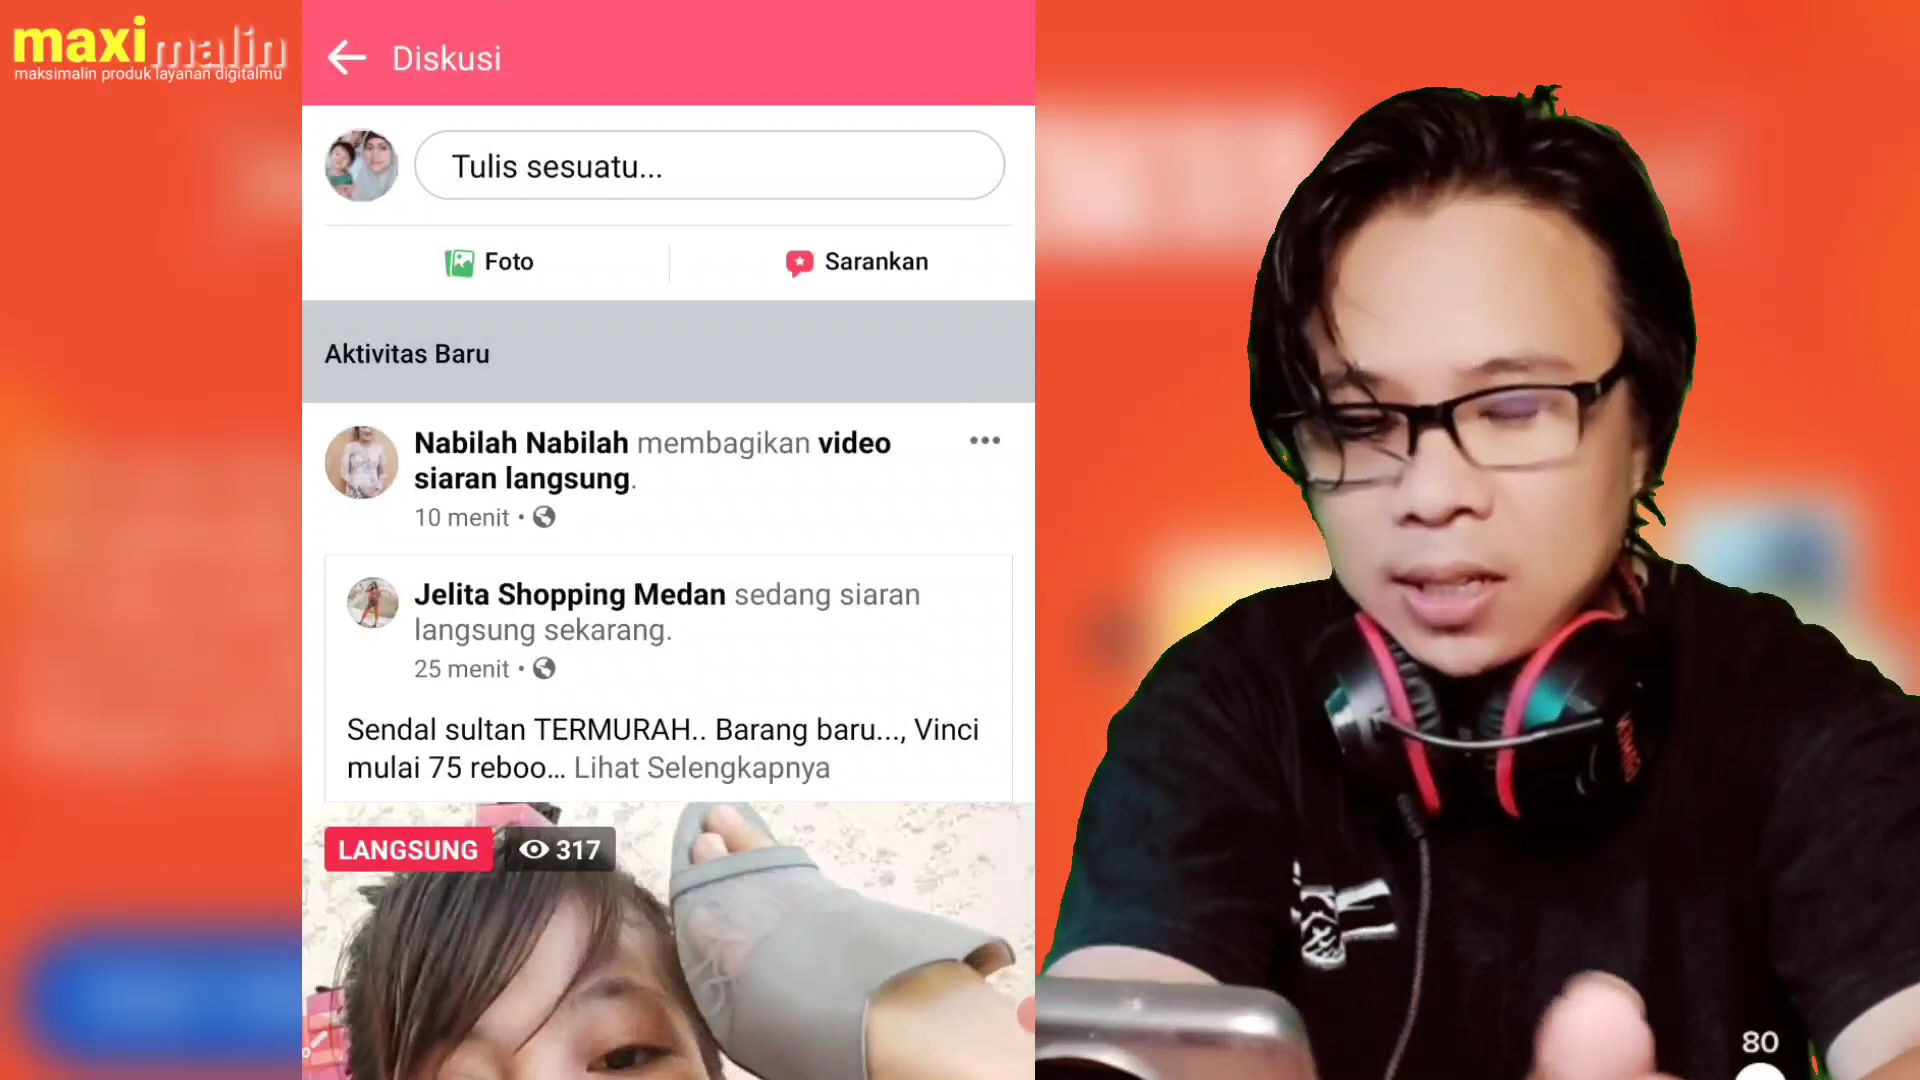 maximalin
maksimalin produk layanan digitalmu
Diskusi
Tulis sesuatu...
Foto
Sarankan
Aktivitas Baru
Nabilah Nabilah membagikan video
siaran langsung.
10 menit •
Jelita Shopping Medan sedang siaran
langsung sekarang.
25 menit •
Sendal sultan TERMURAH.. Barang baru..., Vinci
mulai 75 reboo... Lihat Selengkapnya
LANGSUNG
317
80